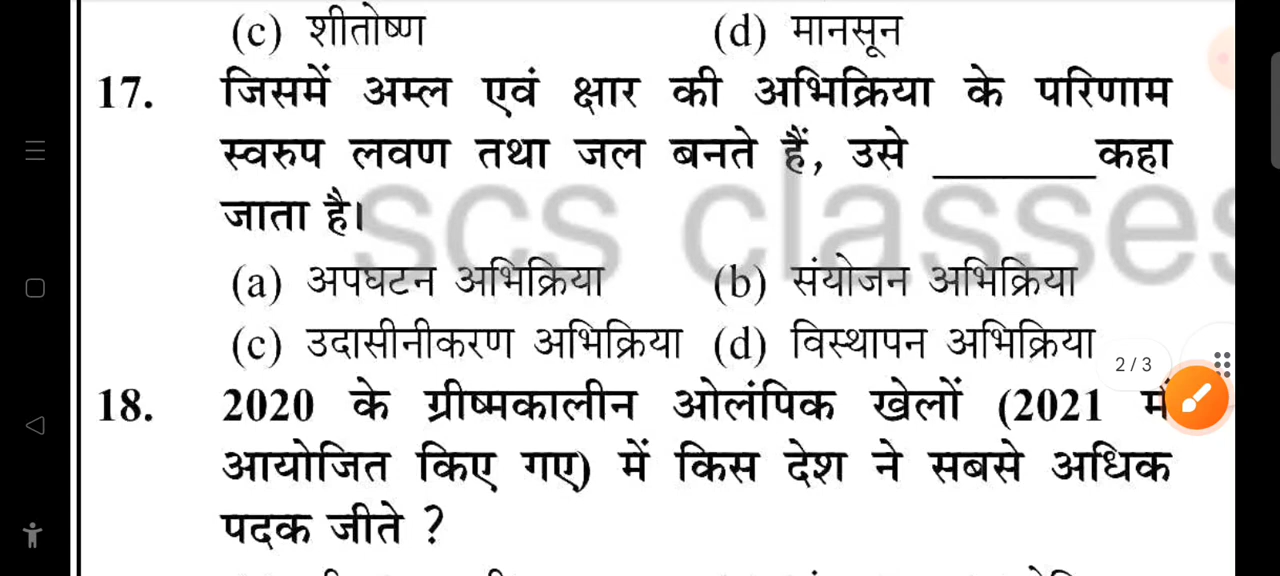 (c) शीतोष्ण (d) मानसून
17. जिसमें अम्ल एवं क्षार की अभिक्रिया के परिणाम
स्वरुप लवण तथा जल बनते हैं, उसे ________ कहा
जाता है।
scs classes
(a) अपघटन अभिक्रिया (b) संयोजन अभिक्रिया
(c) उदासीनीकरण अभिक्रिया (d) विस्थापन अभिक्रिया
2/3
18. 2020 के ग्रीष्मकालीन ओलंपिक खेलों (2021 में
आयोजित किए गए) में किस देश ने सबसे अधिक
पदक जीते ?